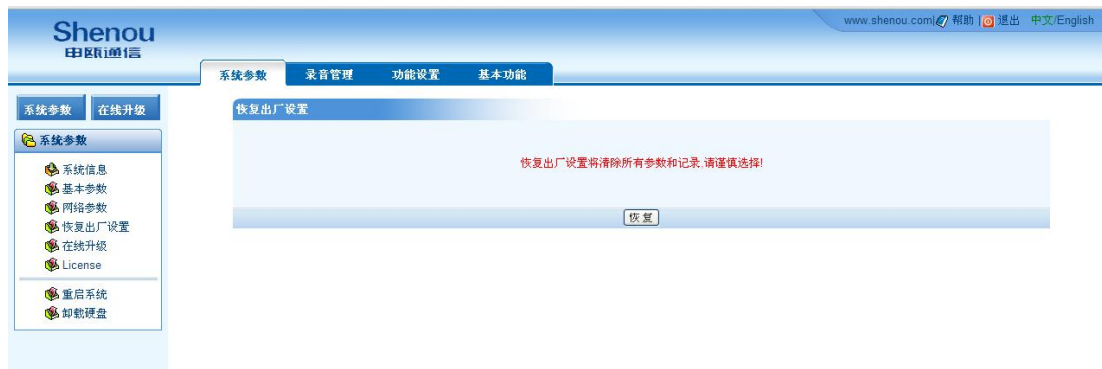 www.shenou.com| 帮助 | 退出 中文/English
Shenou
申瓯通信
系统参数 录音管理 功能设置 基本功能
系统参数 在线升级
系统参数
系统信息
基本参数
网络参数
恢复出厂设置
在线升级
License
重启系统
卸载硬盘
恢复出厂设置
恢复出厂设置将清除所有参数和记录,请谨慎选择!
恢复